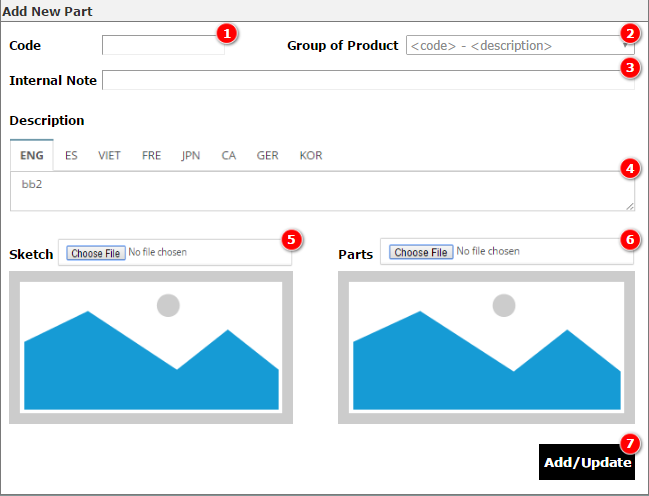 Add New Part
Code 1 Group of Product <code> - <description> 2
Internal Note 3
Description
ENG ES VIET FRE JPN CA GER KOR
bb2 4
Sketch Choose File No file chosen 5 Parts Choose File No file chosen 6
Add/Update 7